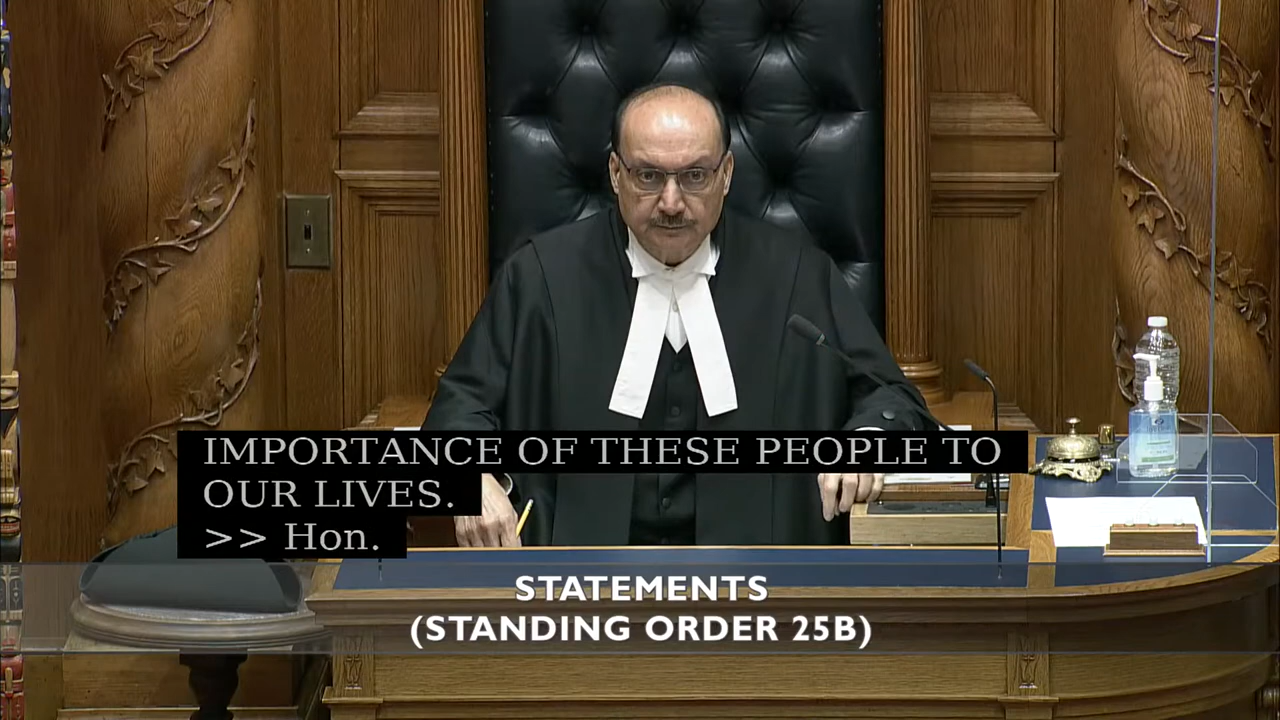 IMPORTANCE OF THESE PEOPLE TO
OUR LIVES.
>> Hon.
STATEMENTS
(STANDING ORDER 25B)